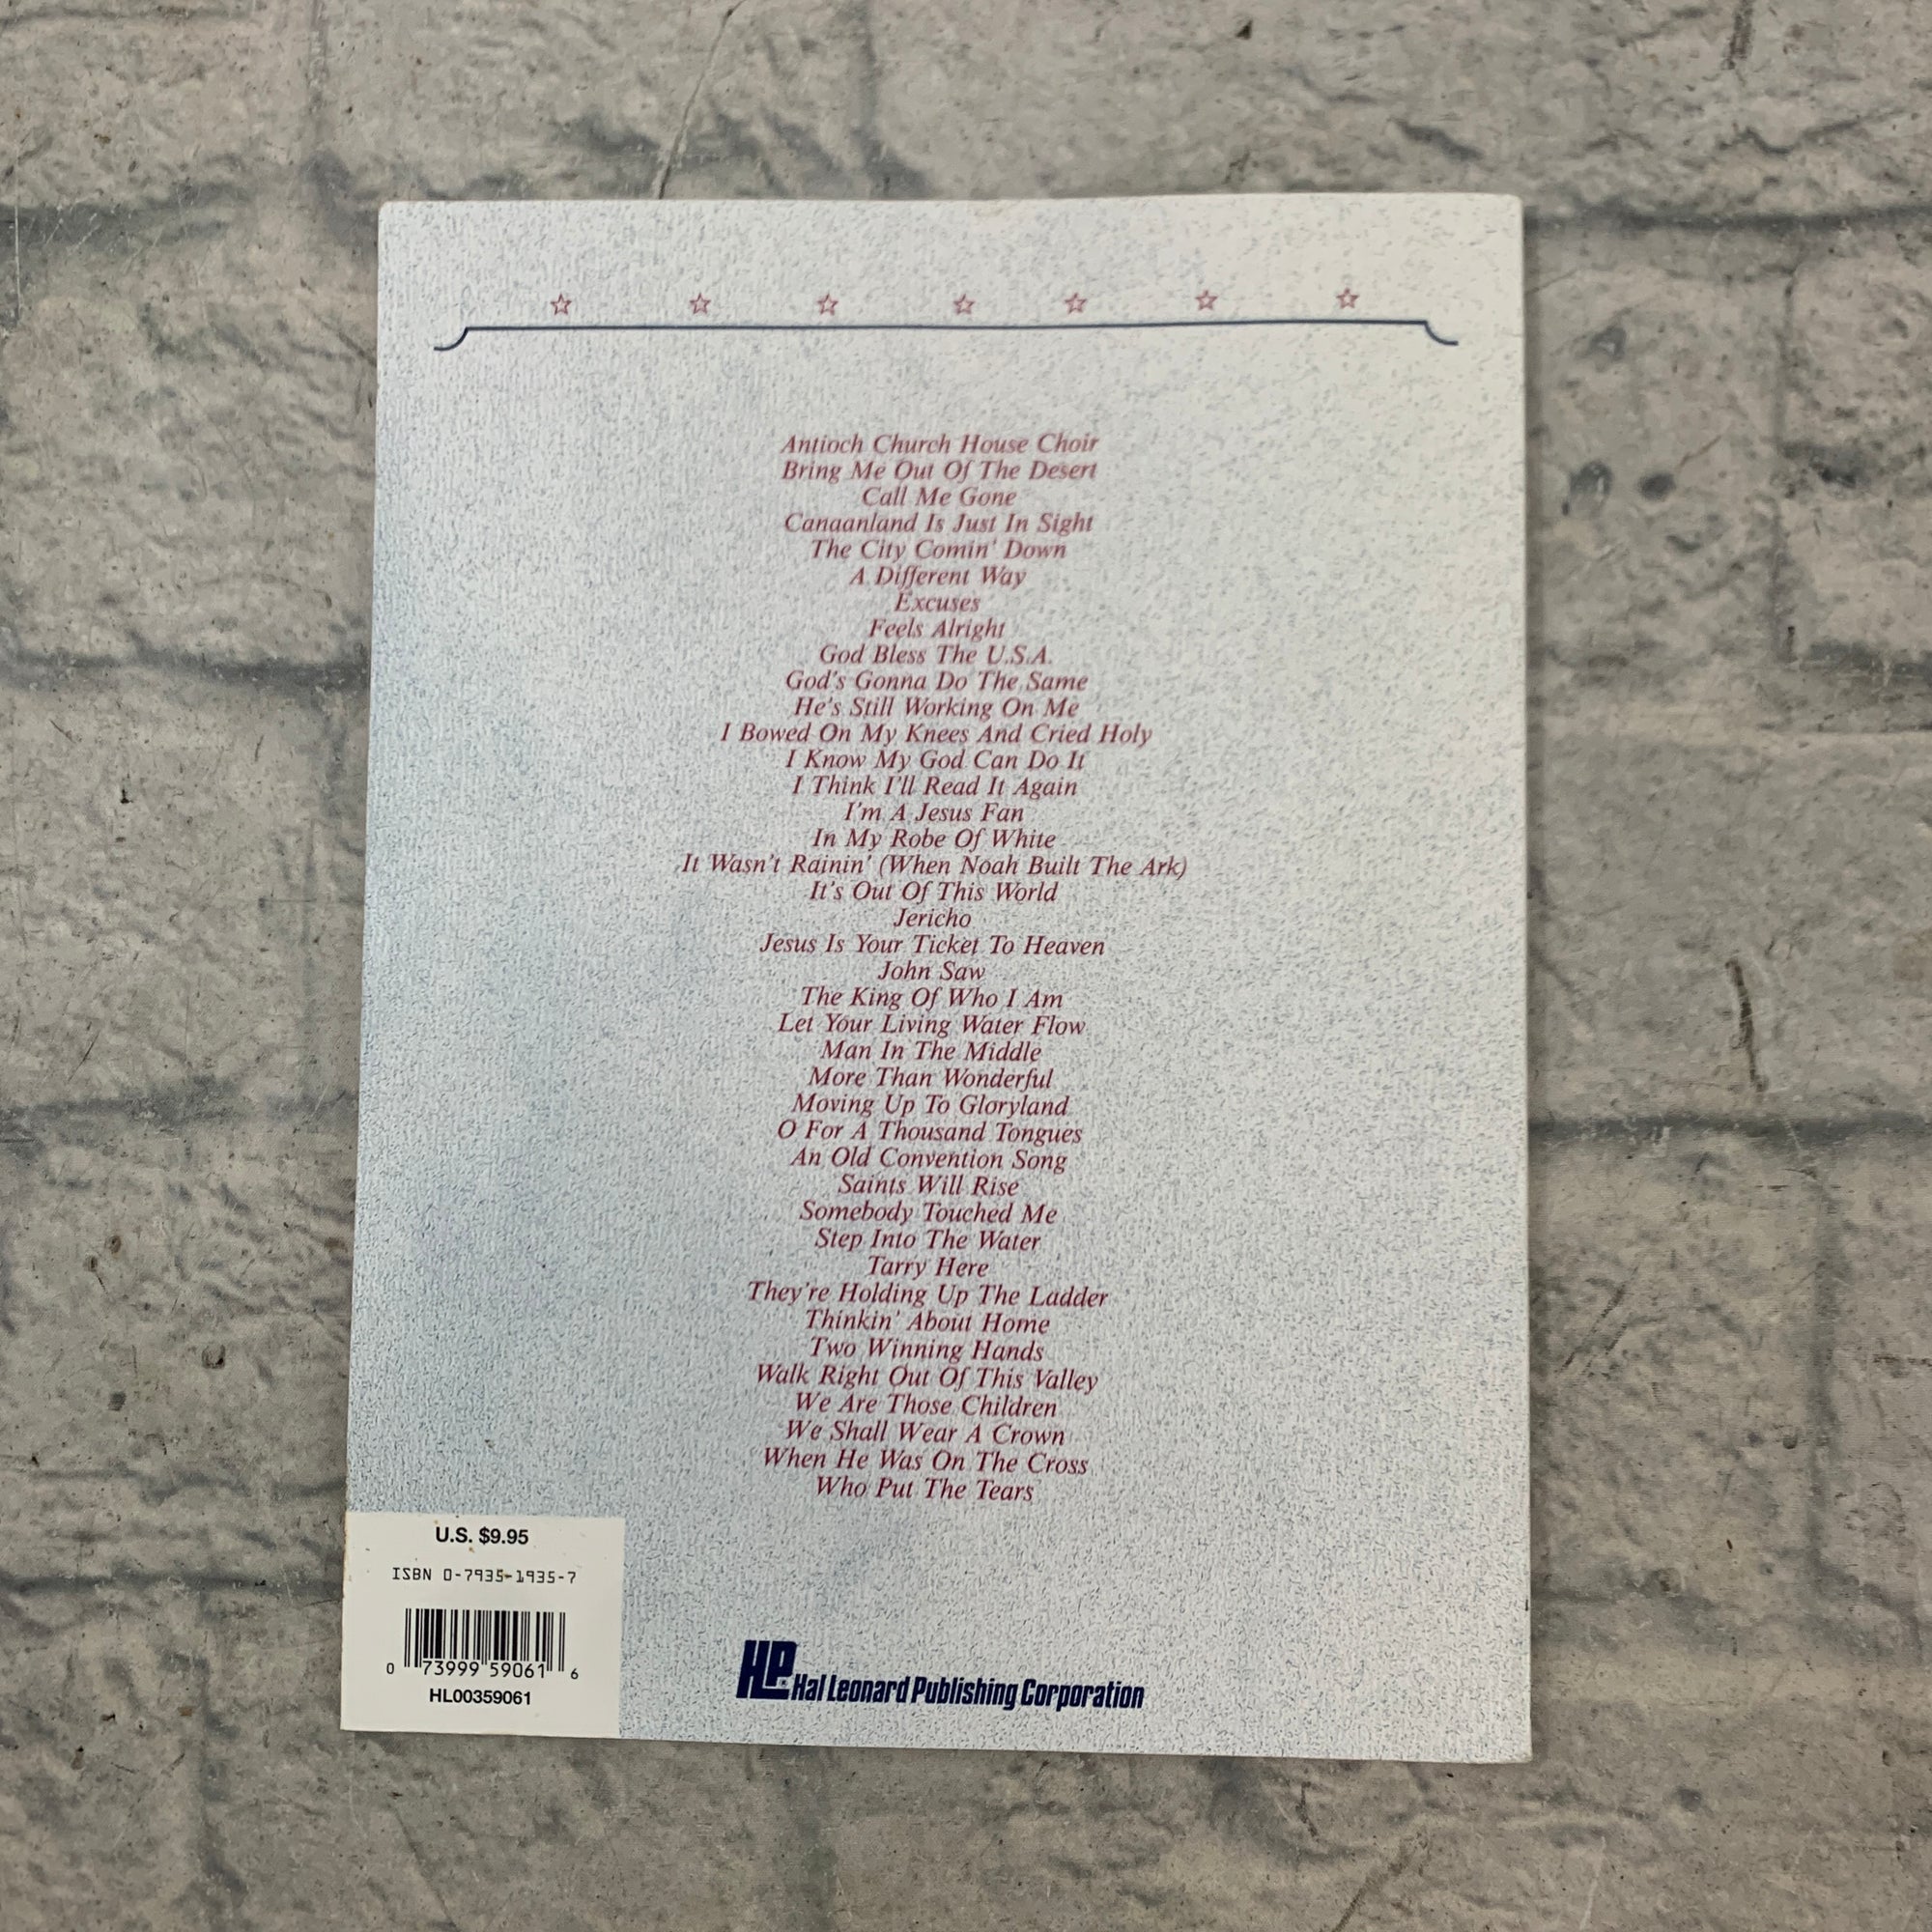 Antioch Church House Choir
Bring Me Out Of The Desert
Call Me Gone
Canaanland Is Just In Sight
The City Comin' Down
A Different Way
Excuses
Feels Alright
God Bless The U.S.A.
God's Gonna Do The Same
He's Still Working On Me
I Bowed On My Knees And Cried Holy
I Know My God Can Do It
I Think I'll Read It Again
I'm A Jesus Fan
In My Robe Of White
It Wasn't Rainin' (When Noah Built The Ark)
It's Out Of This World
Jericho
Jesus Is Your Ticket To Heaven
John Saw
The King Of Who I Am
Let Your Living Water Flow
Man In The Middle
More Than Wonderful
Moving Up To Gloryland
O For A Thousand Tongues
An Old Convention Song
Saints Will Rise
Somebody Touched Me
Step Into The Water
Tarry Here
They're Holding Up The Ladder
Thinkin' About Home
Two Winning Hands
Walk Right Out Of This Valley
We Are Those Children
We Shall Wear A Crown
When He Was On The Cross
Who Put The Tears
U.S. $9.95
ISBN 0-7935-1935-7
0 73999 59061 6
HL00359061
HP Hal Leonard Publishing Corporation